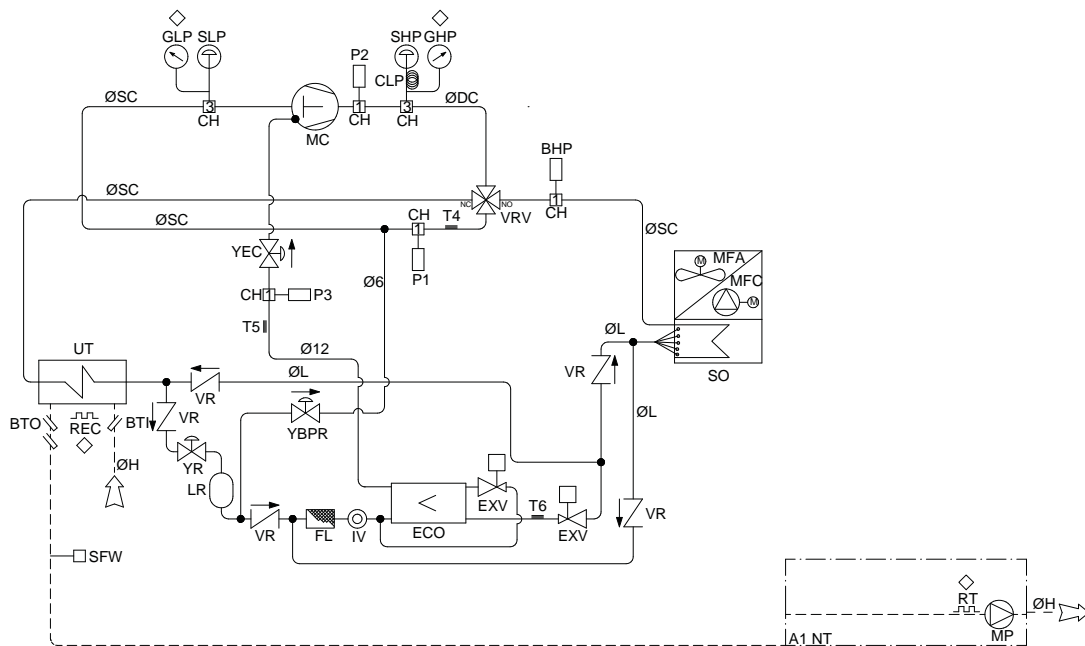 GLP SLP
SHP GHP
P2
CLP
ØSC
3
CH
MC
1
CH
3
CH
ØDC
BHP
ØSC
NC
NO
VRV
1
CH
ØSC
CH
1
T4
P1
ØSC
YEC
Ø6
CH 1 P3
T5
MFA
M
MFC
M
UT
Ø12
ØL
ØL
VR
SO
VR
BTO
REC
BTI
VR
YBPR
ØL
ØH
YR
LR
EXV
T6
VR
VR
FL
IV
ECO
EXV
SFW
RT
ØH
MP
A1 NT